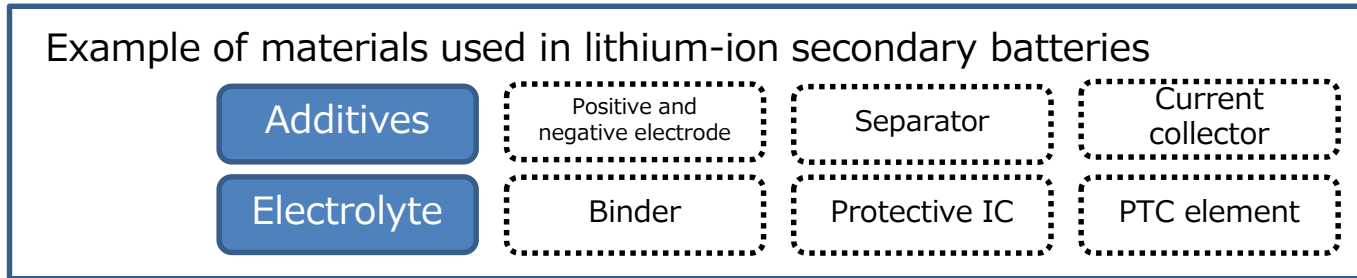 Example of materials used in lithium-ion secondary batteries
Additives
Positive and
negative electrode
Separator
Current
collector
Electrolyte
Binder
Protective IC
PTC element